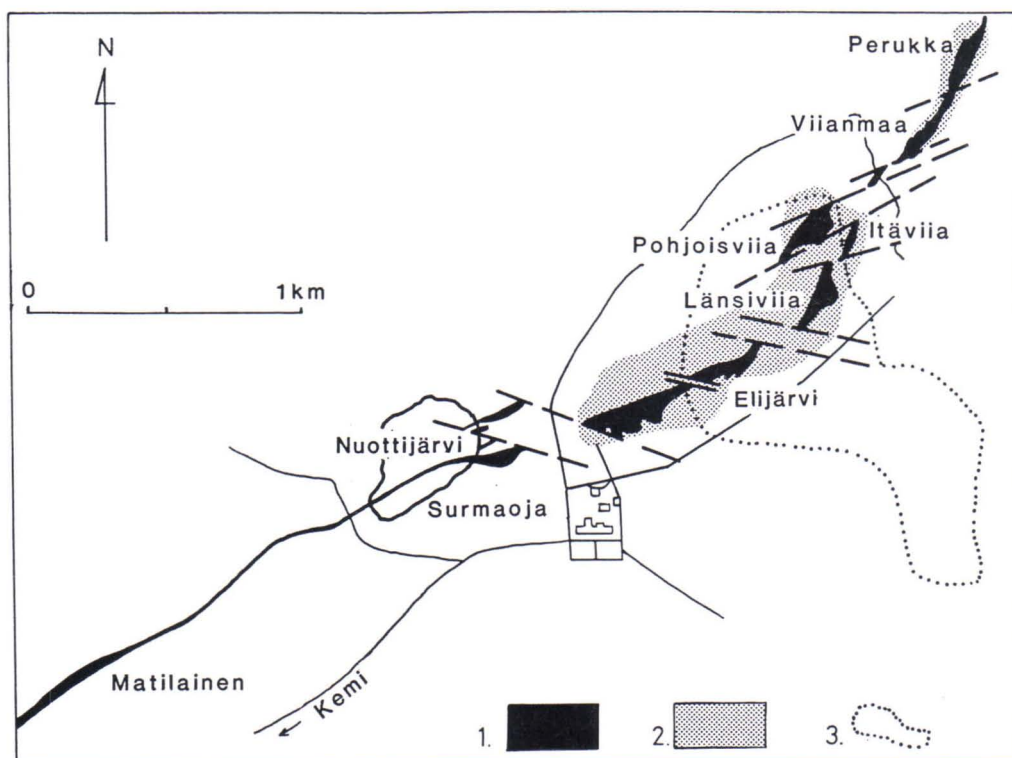 N
Perukka
Viianmaa
Itäviia
Pohjoisviia
0 1km
Länsiviia
Elijärvi
Nuottijärvi
Surmaoja
Matilainen
Kemi
1. 2. 3.